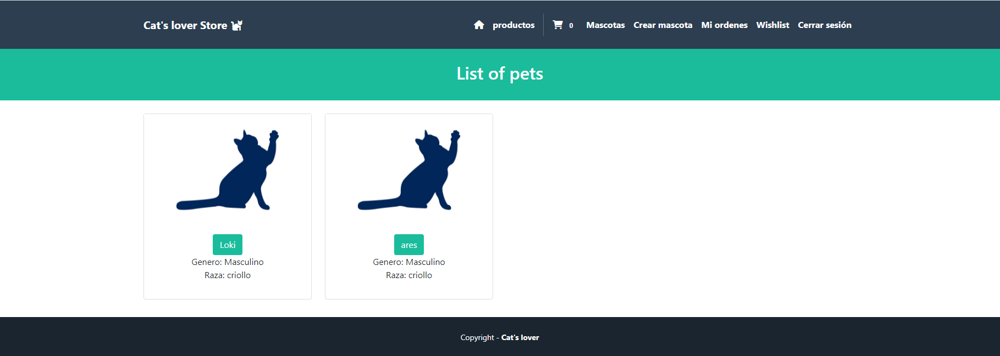 Cat's lover Store
productos 0 Mascotas Crear mascota Mi ordenes Wishlist Cerrar sesión
List of pets
Loki
Genero: Masculino
Raza: criollo
ares
Genero: Masculino
Raza: criollo
Copyright - Cat's lover